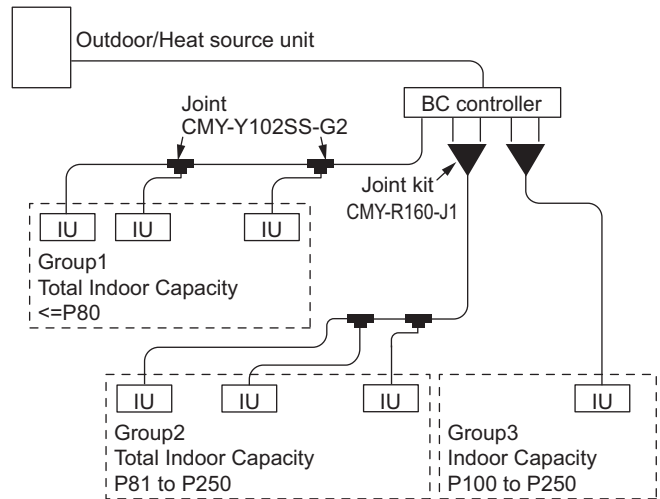 Outdoor/Heat source unit
BC controller
Joint
CMY-Y102SS-G2
Joint kit
CMY-R160-J1
IU
IU
IU
Group1
Total Indoor Capacity
<=P80
IU
IU
IU
Group2
Total Indoor Capacity
P81 to P250
IU
Group3
Indoor Capacity
P100 to P250